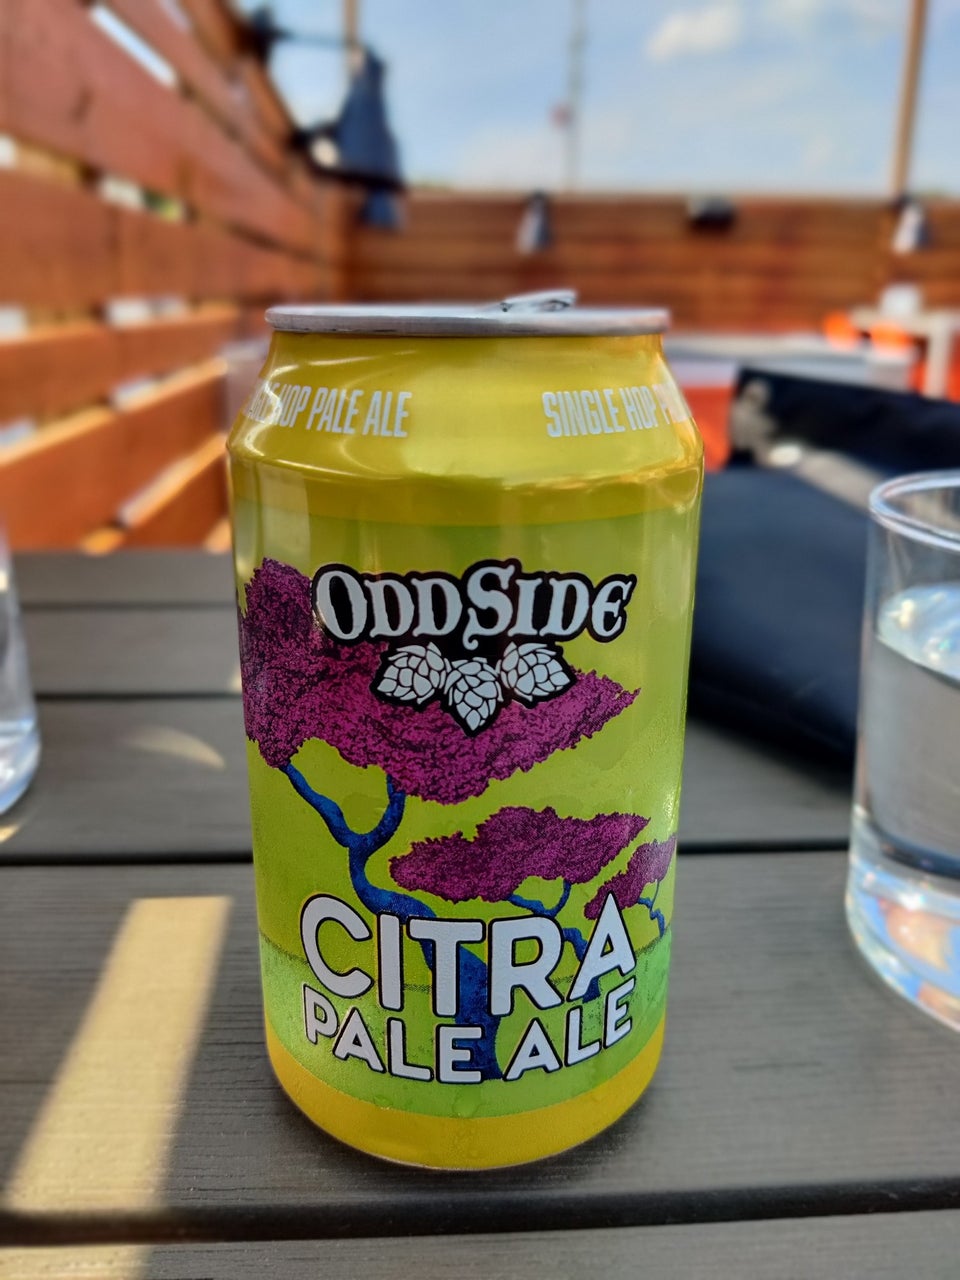 HOP PALE ALE
SINGLE HOP
ODDSIDE
CITRA
PALE ALE